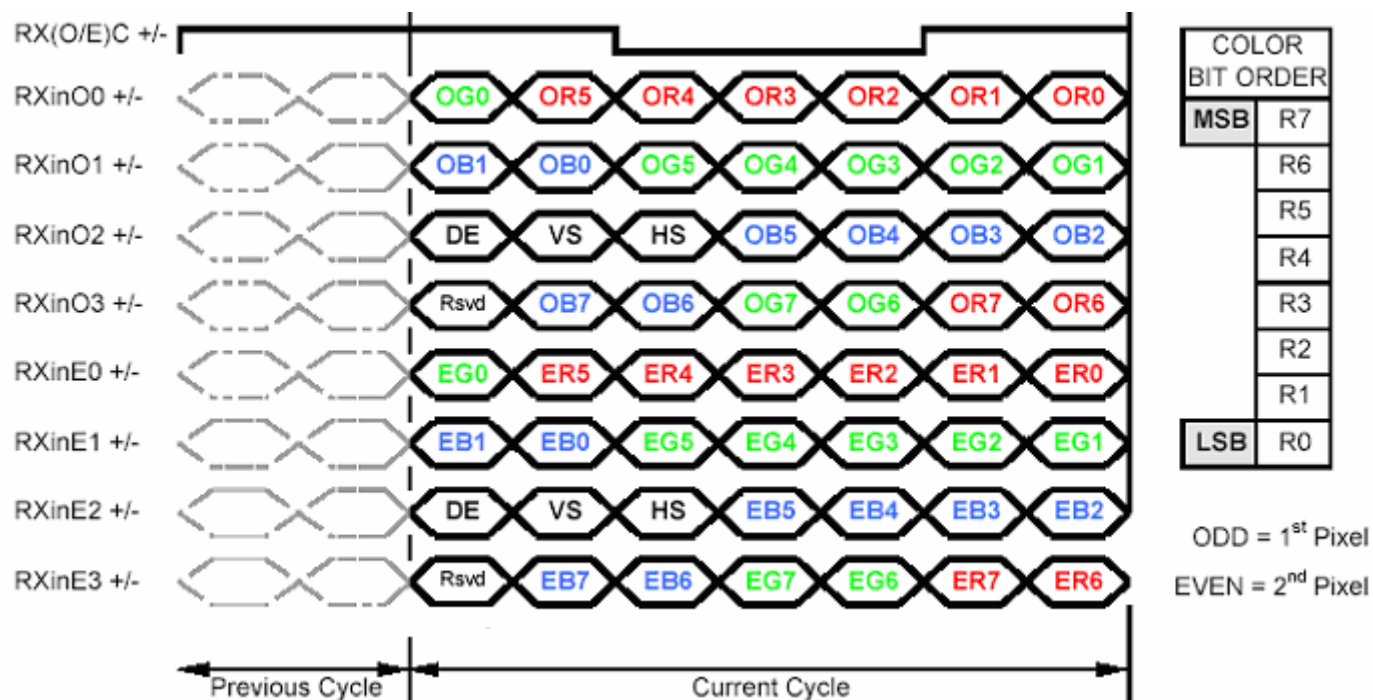 RX(O/E)C +/-
RXinO0 +/- OG0 OR5 OR4 OR3 OR2 OR1 OR0
RXinO1 +/- OB1 OB0 OG5 OG4 OG3 OG2 OG1
RXinO2 +/- DE VS HS OB5 OB4 OB3 OB2
RXinO3 +/- Rsvd OB7 OB6 OG7 OG6 OR7 OR6
RXinE0 +/- EG0 ER5 ER4 ER3 ER2 ER1 ER0
RXinE1 +/- EB1 EB0 EG5 EG4 EG3 EG2 EG1
RXinE2 +/- DE VS HS EB5 EB4 EB3 EB2
RXinE3 +/- Rsvd EB7 EB6 EG7 EG6 ER7 ER6
Previous Cycle Current Cycle
COLOR
BIT ORDER
MSB R7
R6
R5
R4
R3
R2
R1
LSB R0
ODD = 1st Pixel
EVEN = 2nd Pixel